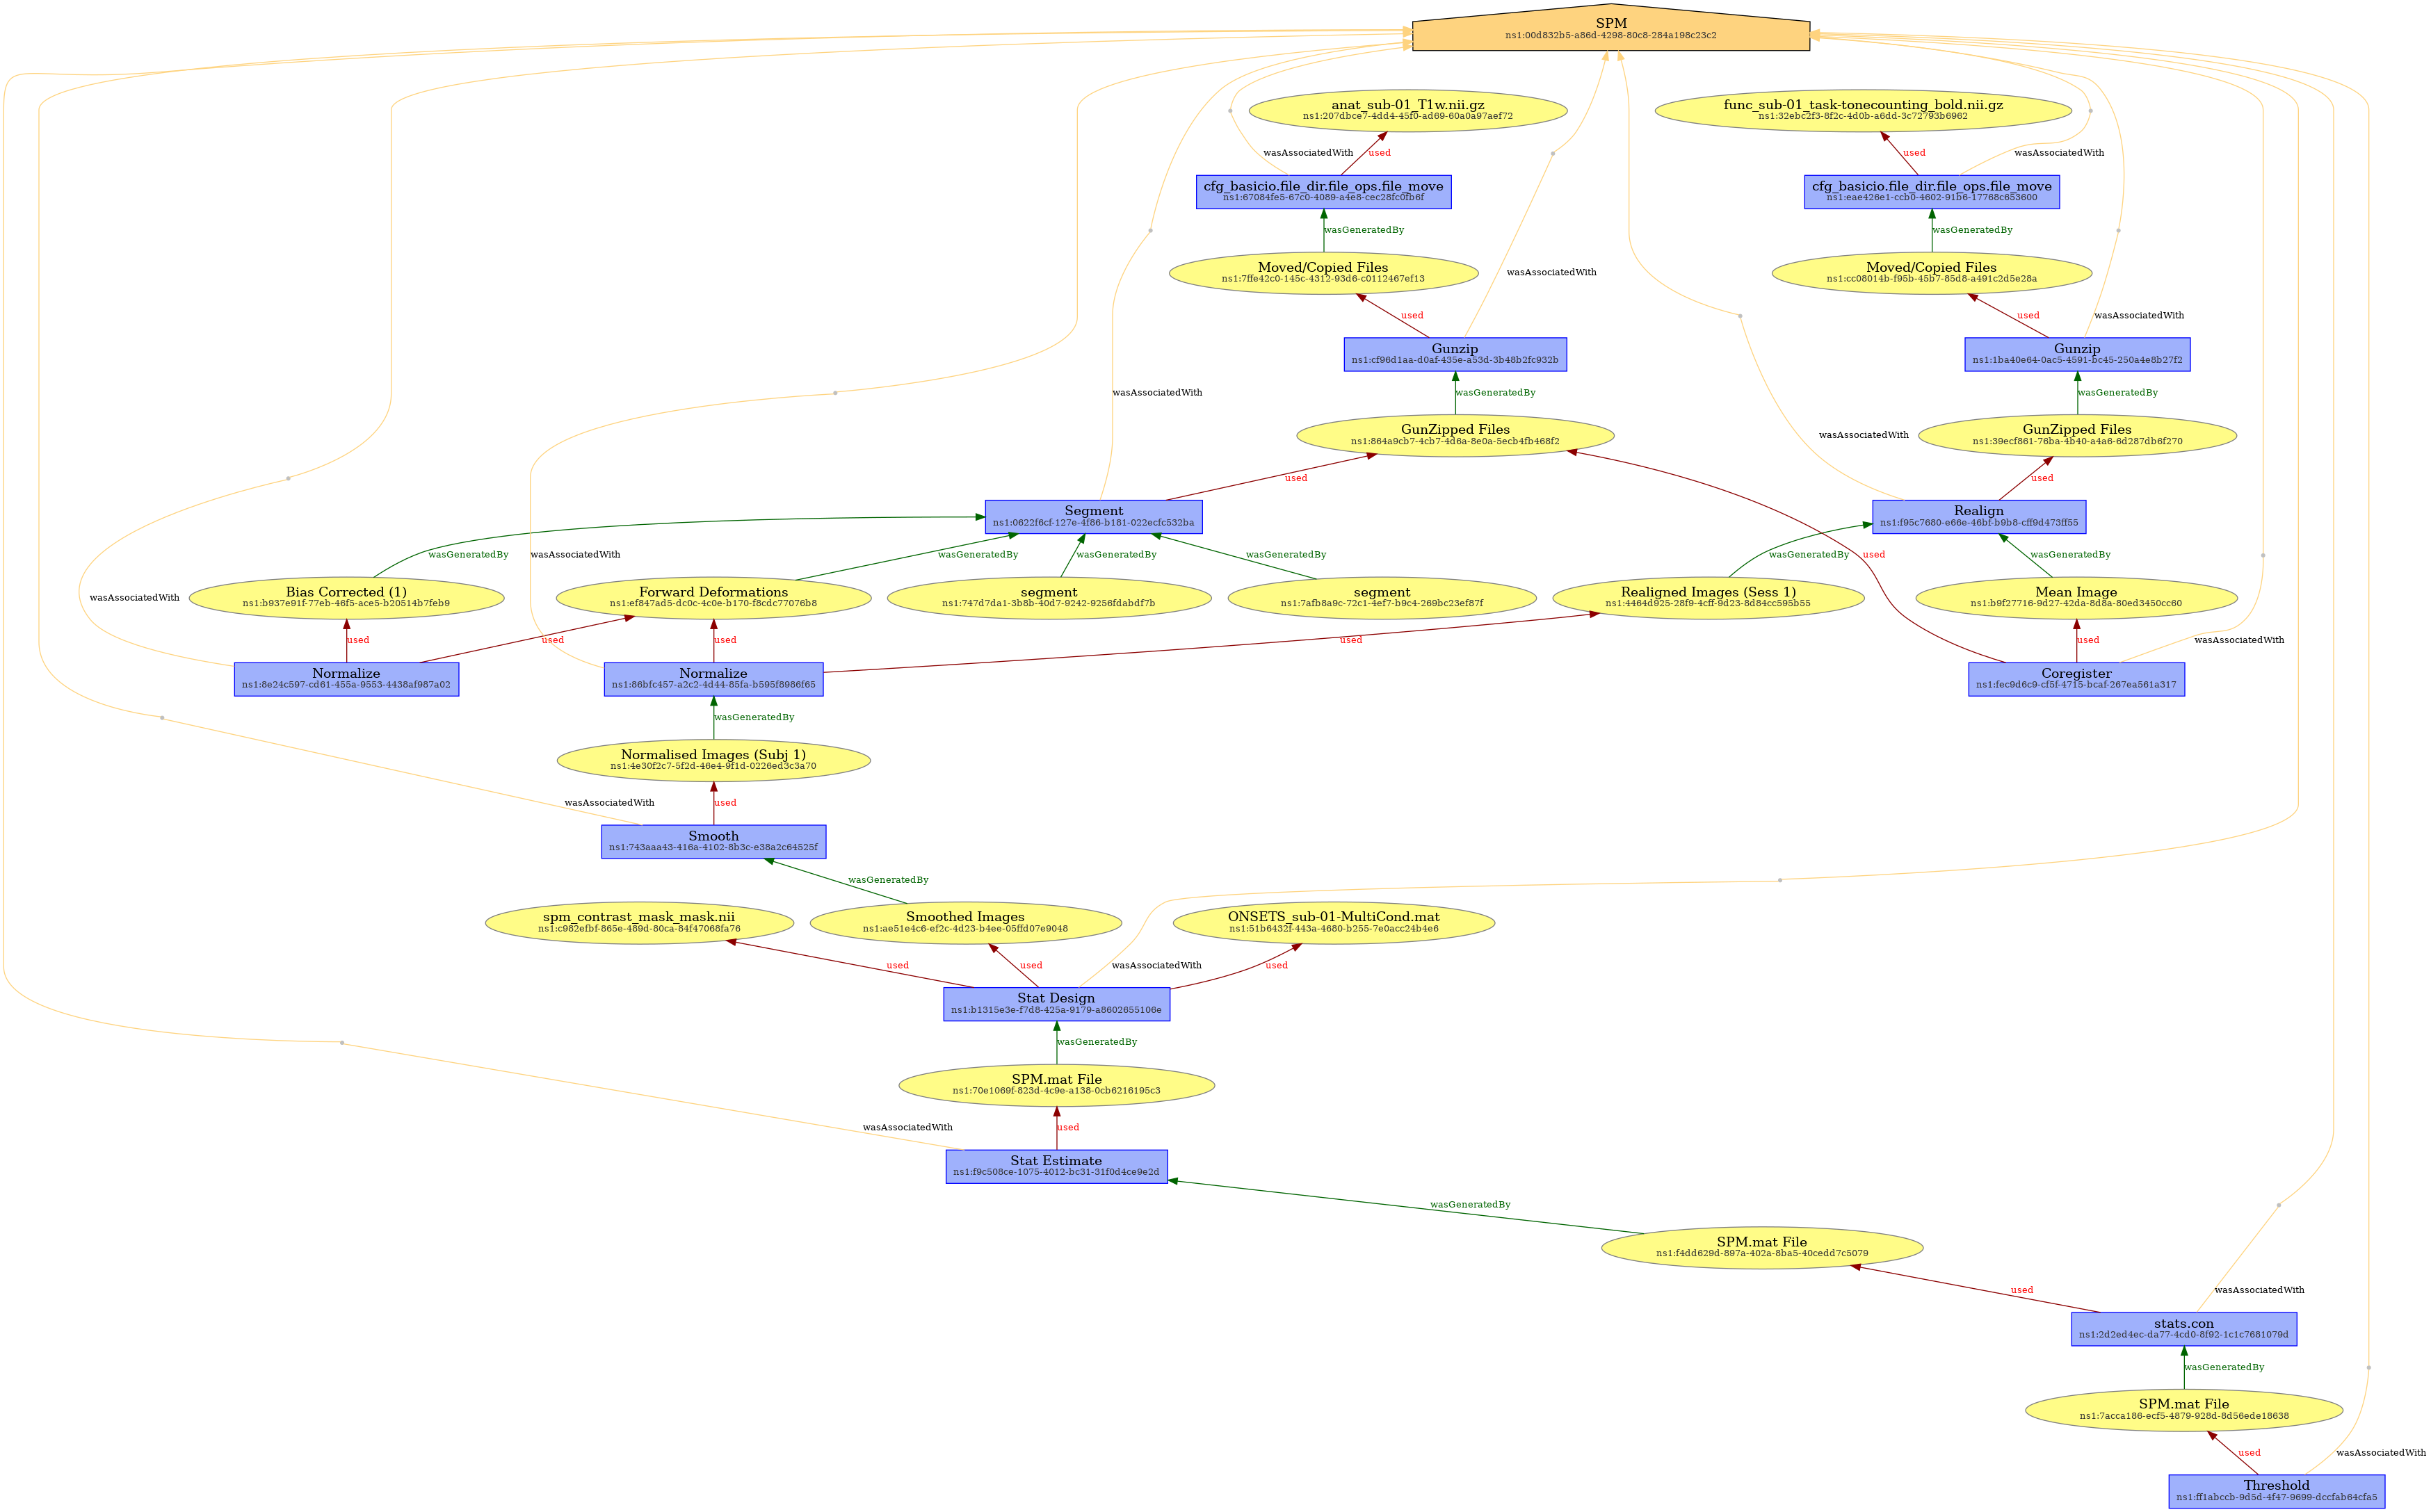 SPM
ns1:00d832b5-a86d-4298-80c8-284a198c23c2
anat_sub-01_T1w.nii.gz
ns1:207dbce7-4dd4-45f0-ad69-60a0a97aef72
func_sub-01_task-tonecounting_bold.nii.gz
ns1:32ebc2f3-8f2c-4d0b-a6dd-3c72793b6962
wasAssociatedWith
used
used
wasAssociatedWith
cfg_basicio.file_dir.file_ops.file_move
ns1:67084fe5-67c0-4089-a4e8-cec28fc0fb6f
cfg_basicio.file_dir.file_ops.file_move
ns1:eae426e1-ccb0-4602-91b6-17768c653600
wasGeneratedBy
wasGeneratedBy
Moved/Copied Files
ns1:7ffe42c0-145c-4312-93d6-c0112467ef13
wasAssociatedWith
Moved/Copied Files
ns1:cc08014b-f95b-45b7-85d8-a491c2d5e28a
used
used
wasAssociatedWith
Gunzip
ns1:cf96d1aa-d0af-435e-a53d-3b48b2fc932b
Gunzip
ns1:1ba40e64-0ac5-4591-bc45-250a4e8b27f2
wasAssociatedWith
wasGeneratedBy
wasGeneratedBy
GunZipped Files
ns1:864a9cb7-4cb7-4d6a-8e0a-5ecb4fb468f2
wasAssociatedWith
GunZipped Files
ns1:39ecf861-76ba-4b40-a4a6-6d287db6f270
used
used
Segment
ns1:0622f6cf-127e-4f86-b181-022ecfc532ba
Realign
ns1:f95c7680-e66e-46bf-b9b8-cff9d473ff55
wasGeneratedBy
wasAssociatedWith
wasGeneratedBy
wasGeneratedBy
wasGeneratedBy
wasGeneratedBy
used
wasGeneratedBy
Bias Corrected (1)
ns1:b937e91f-77eb-46f5-ace5-b20514b7feb9
Forward Deformations
ns1:ef847ad5-dc0c-4c0e-b170-f8cdc77076b8
segment
ns1:747d7da1-3b8b-40d7-9242-9256fdabdf7b
segment
ns1:7afb8a9c-72c1-4ef7-b9c4-269bc23ef87f
Realigned Images (Sess 1)
ns1:4464d925-28f9-4cff-9d23-8d84cc595b55
Mean Image
ns1:b9f27716-9d27-42da-8d8a-80ed3450cc60
wasAssociatedWith
used
used
used
used
used
wasAssociatedWith
Normalize
ns1:8e24c597-cd61-455a-9553-4438af987a02
Normalize
ns1:86bfc457-a2c2-4d44-85fa-b595f8986f65
Coregister
ns1:fec9d6c9-cf5f-4715-bcaf-267ea561a317
wasGeneratedBy
Normalised Images (Subj 1)
ns1:4e30f2c7-5f2d-46e4-9f1d-0226ed3c3a70
wasAssociatedWith
used
Smooth
ns1:743aaa43-416a-4102-8b3c-e38a2c64525f
wasGeneratedBy
spm_contrast_mask_mask.nii
ns1:c982efbf-865e-489d-80ca-84f47068fa76
Smoothed Images
ns1:ae51e4c6-ef2c-4d23-b4ee-05ffd07e9048
ONSETS_sub-01-MultiCond.mat
ns1:51b6432f-443a-4680-b255-7e0acc24b4e6
used
used
wasAssociatedWith
used
Stat Design
ns1:b1315e3e-f7d8-425a-9179-a8602655106e
wasGeneratedBy
SPM.mat File
ns1:70e1069f-823d-4c9e-a138-0cb6216195c3
wasAssociatedWith
used
Stat Estimate
ns1:f9c508ce-1075-4012-bc31-31f0d4ce9e2d
wasGeneratedBy
SPM.mat File
ns1:f4dd629d-897a-402a-8ba5-40cedd7c5079
used
wasAssociatedWith
stats.con
ns1:2d2ed4ec-da77-4cd0-8f92-1c1c7681079d
wasGeneratedBy
SPM.mat File
ns1:7acca186-ecf5-4879-928d-8d56ede18638
used
wasAssociatedWith
Threshold
ns1:ff1abccb-9d5d-4f47-9699-dccfab64cfa5